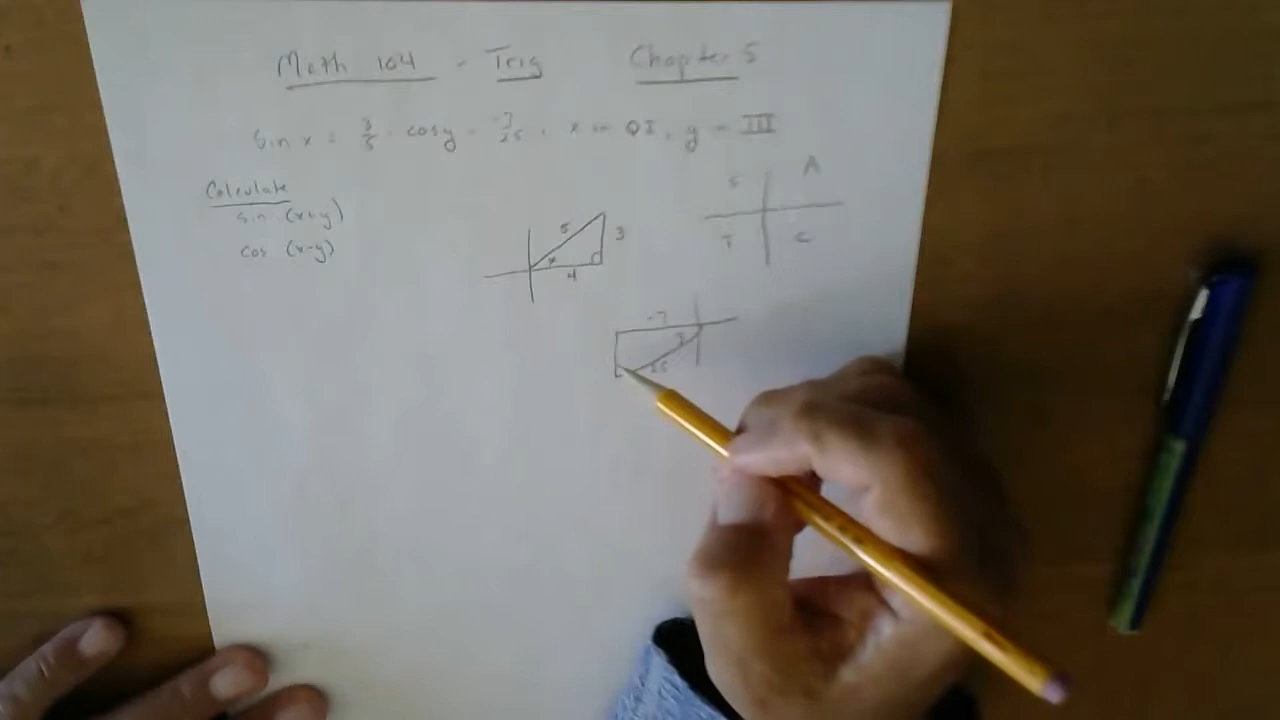 Math 104 - Trig Chapter 5
sin x = 3/5 cos y = -7/25, x in QI, y - III
Calculate
sin (x+y)
cos (x-y)
S A
T C
5 3
x
4
-7
25